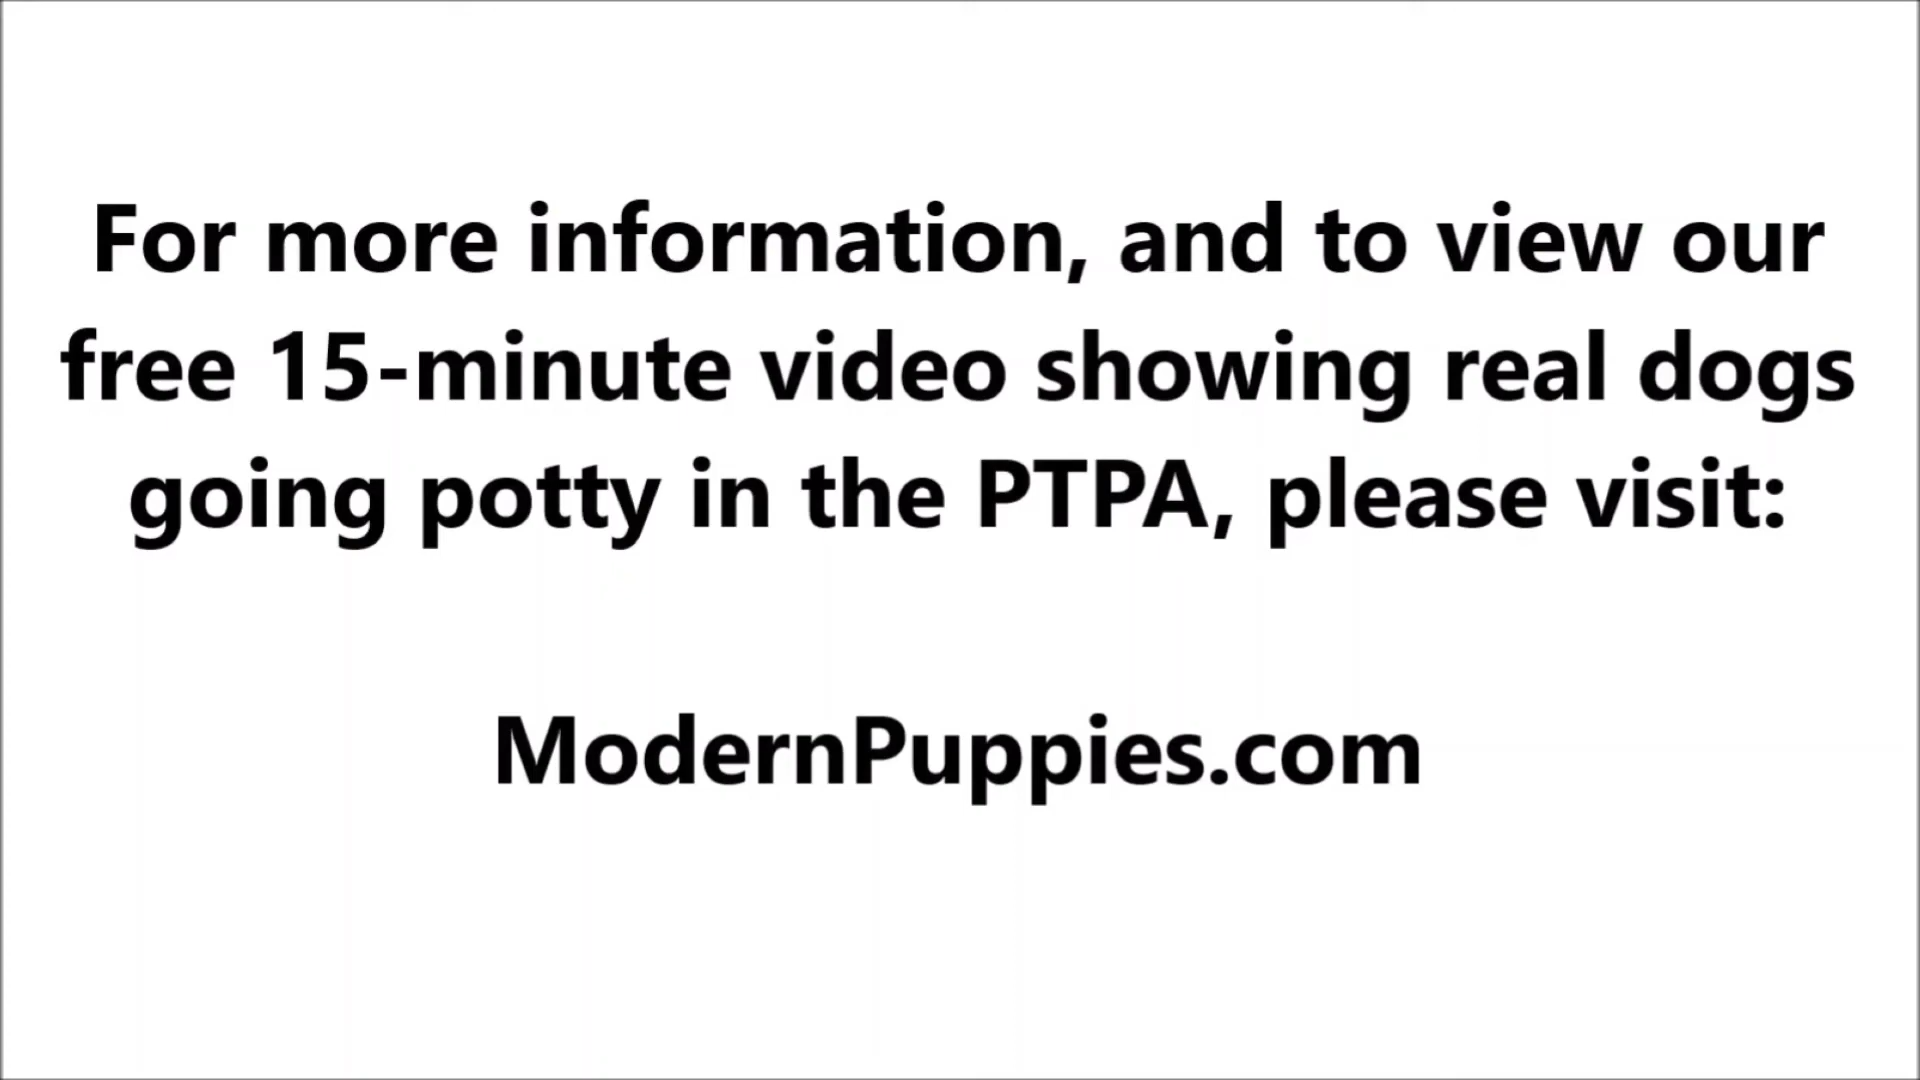 For more information, and to view our
free 15-minute video showing real dogs
going potty in the PTPA, please visit:
ModernPuppies.com